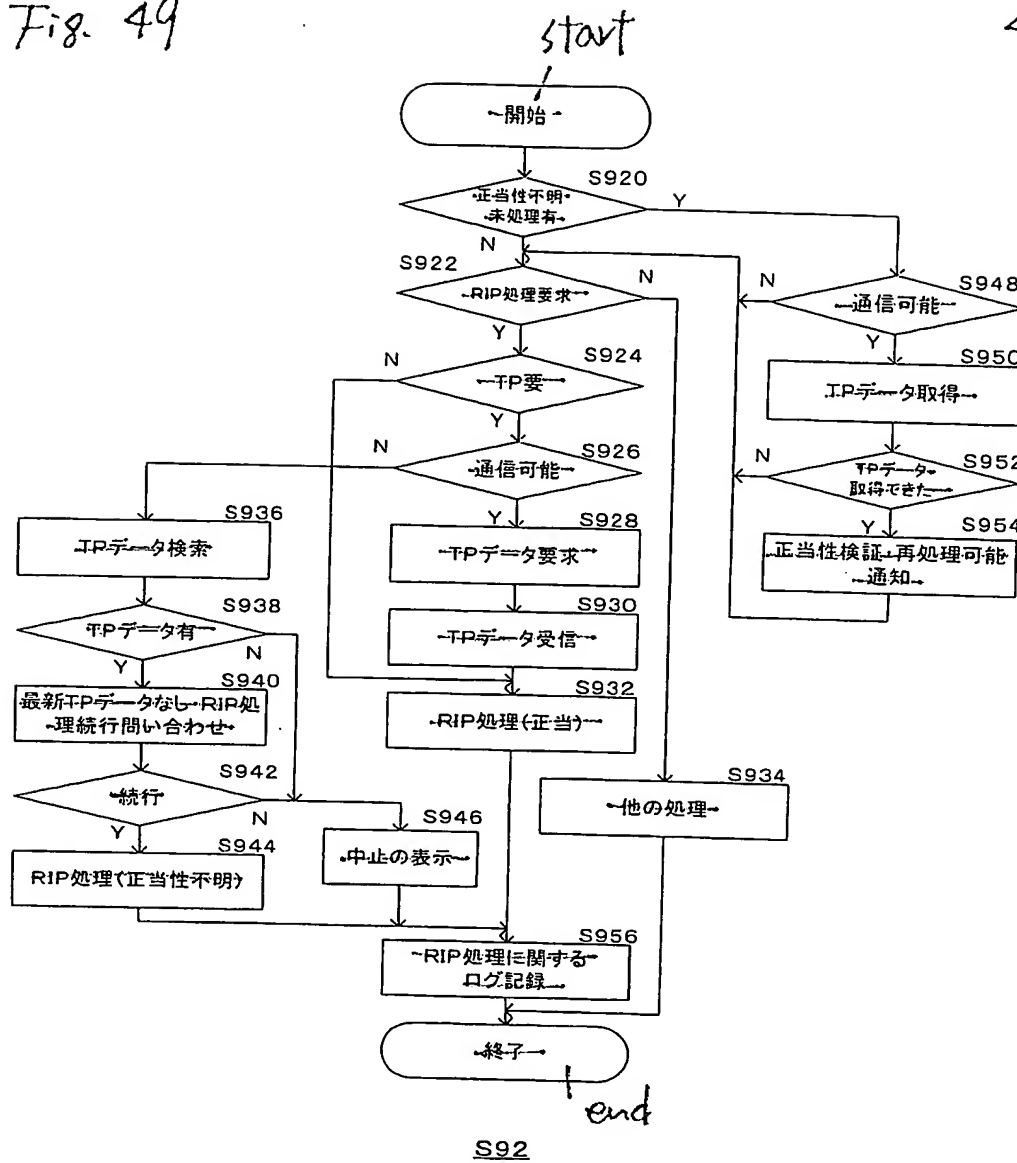 Fig. 49
start
開始
S920
正当性不明
未処理有
Y
N
S922
RIP処理要求
N
Y
S948
通信可能
N
Y
S924
TP要
N
Y
S950
TPデータ取得
S926
通信可能
N
Y
S952
TPデータ
取得できた
N
Y
S936
TPデータ検索
S928
TPデータ要求
S954
正当性検証・再処理可能
通知
S938
TPデータ有
N
Y
S930
TPデータ受信
S940
最新TPデータなし・RIP処
理続行問い合わせ
S932
RIP処理(正当)
S942
続行
N
Y
S934
他の処理
S944
RIP処理(正当性不明)
S946
中止の表示
S956
RIP処理に関する
ログ記録
終了
end
S92